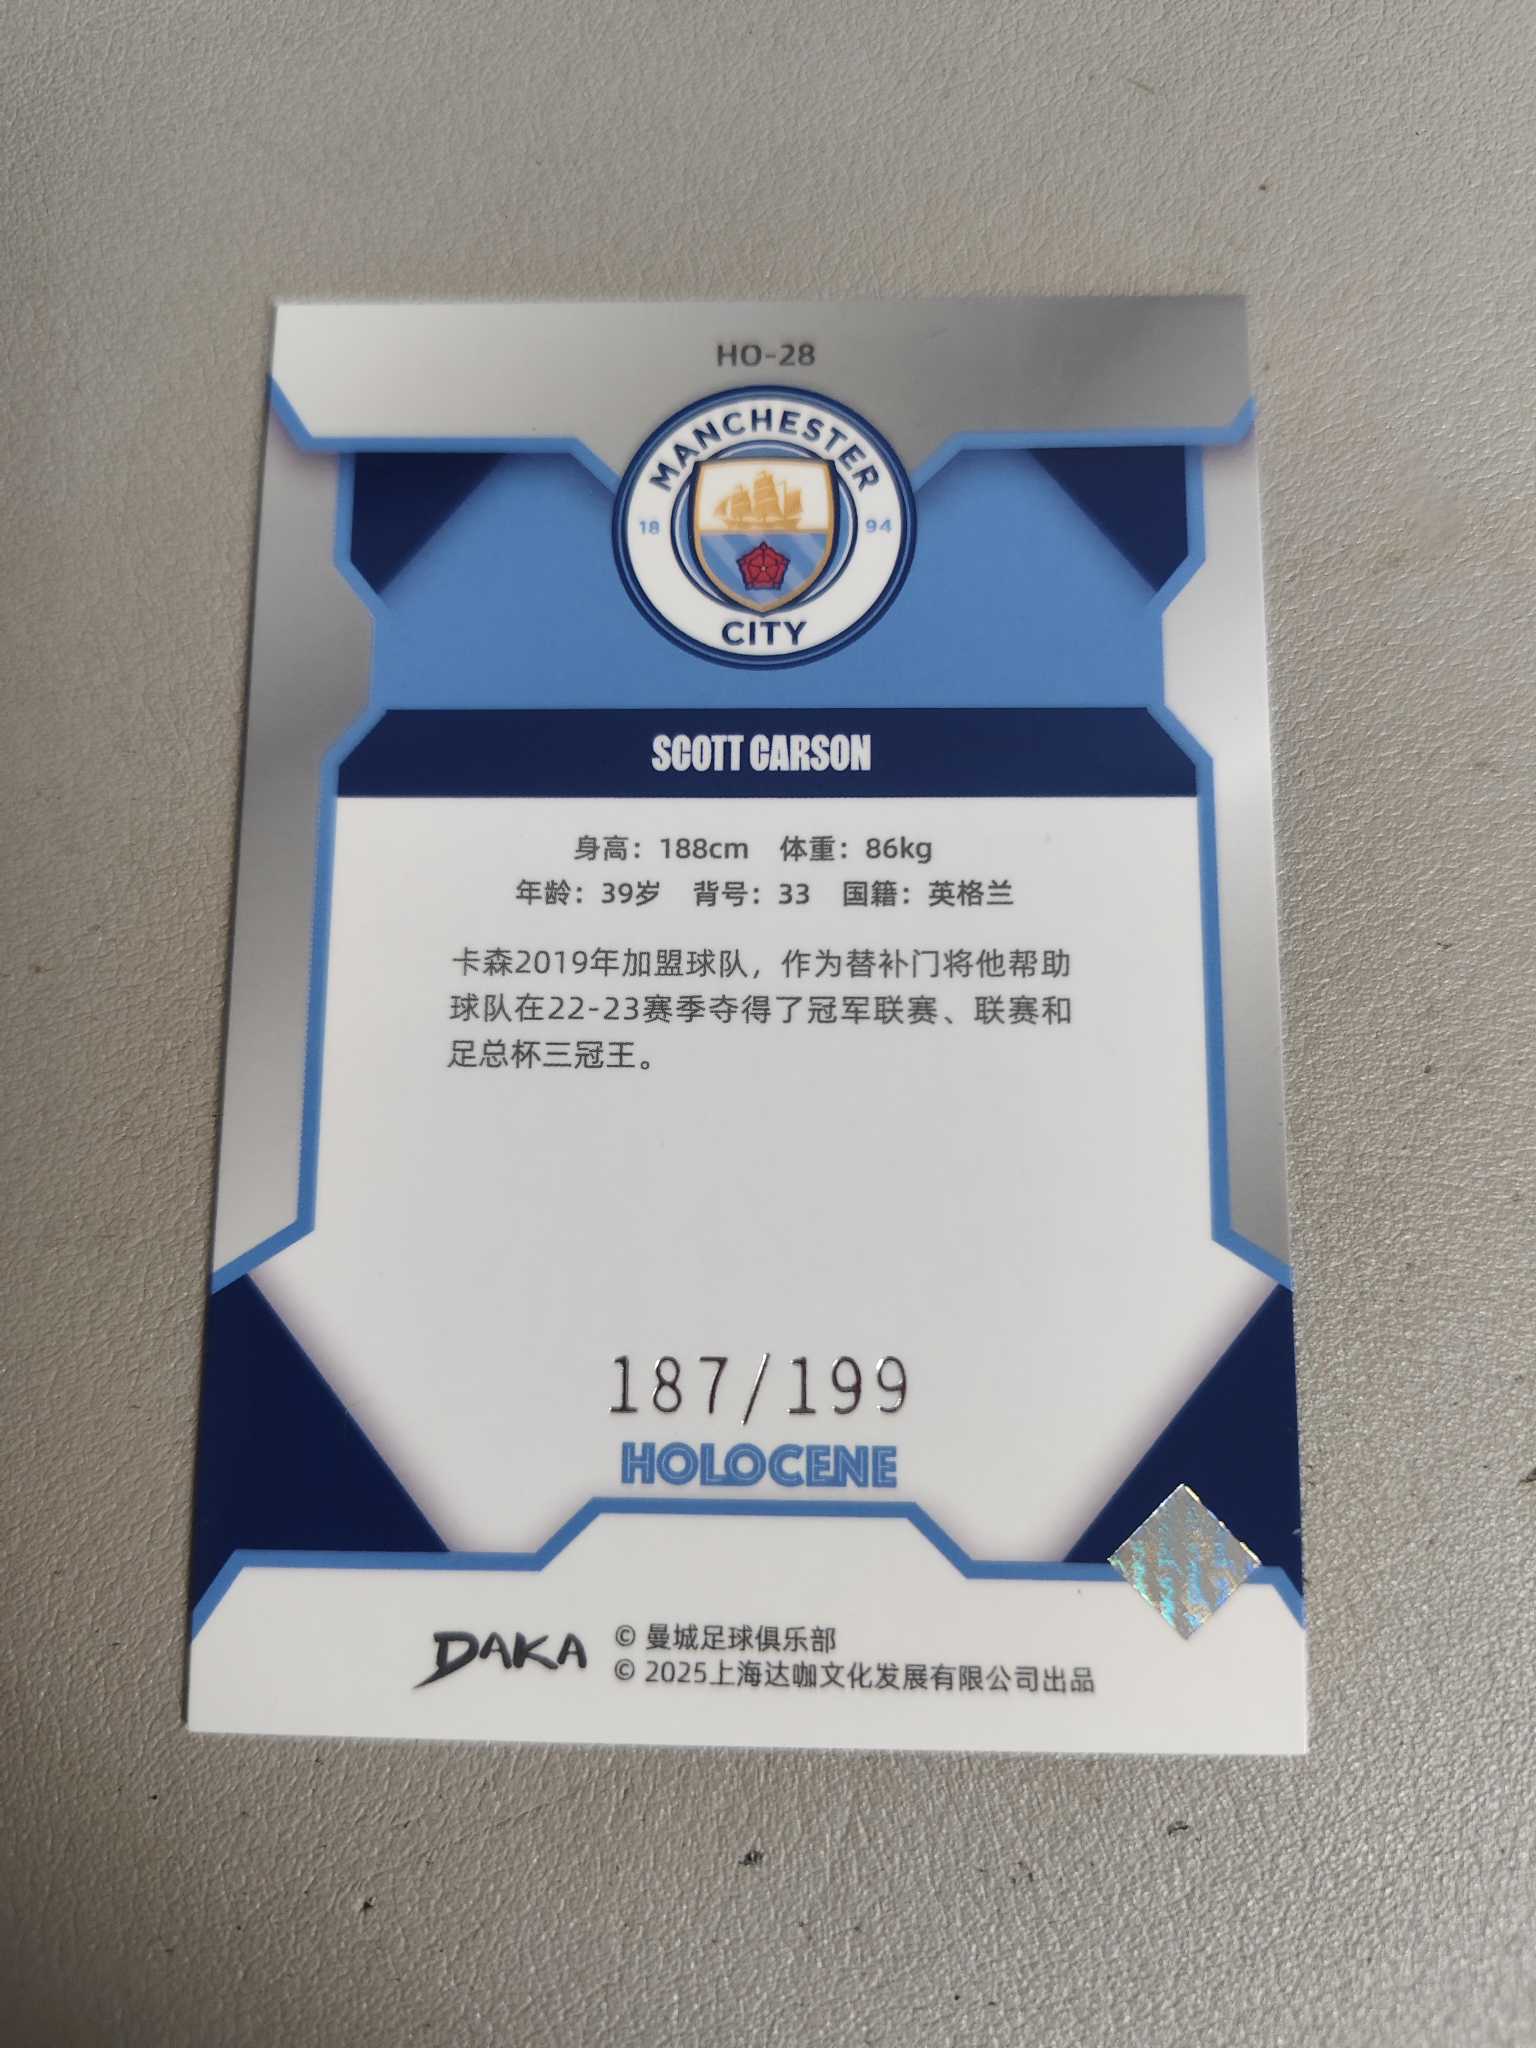 HO-28
MANCHESTER
18 94
CITY
SCOTT CARSON
身高：188cm 体重：86kg
年龄：39岁 背号：33 国籍：英格兰
卡森2019年加盟球队，作为替补门将他帮助
球队在22-23赛季夺得了冠军联赛、联赛和
足总杯三冠王。
187/199
HOLOCENE
DAKA
© 曼城足球俱乐部
© 2025上海达咖文化发展有限公司出品